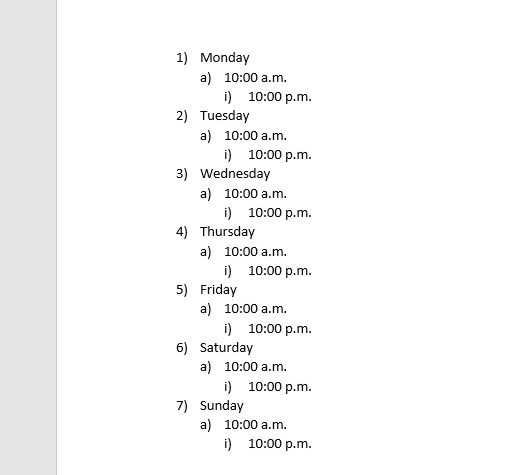 1) Monday
a) 10:00 a.m.
i) 10:00 p.m.
2) Tuesday
a) 10:00 a.m.
i) 10:00 p.m.
3) Wednesday
a) 10:00 a.m.
i) 10:00 p.m.
4) Thursday
a) 10:00 a.m.
i) 10:00 p.m.
5) Friday
a) 10:00 a.m.
i) 10:00 p.m.
6) Saturday
a) 10:00 a.m.
i) 10:00 p.m.
7) Sunday
a) 10:00 a.m.
i) 10:00 p.m.